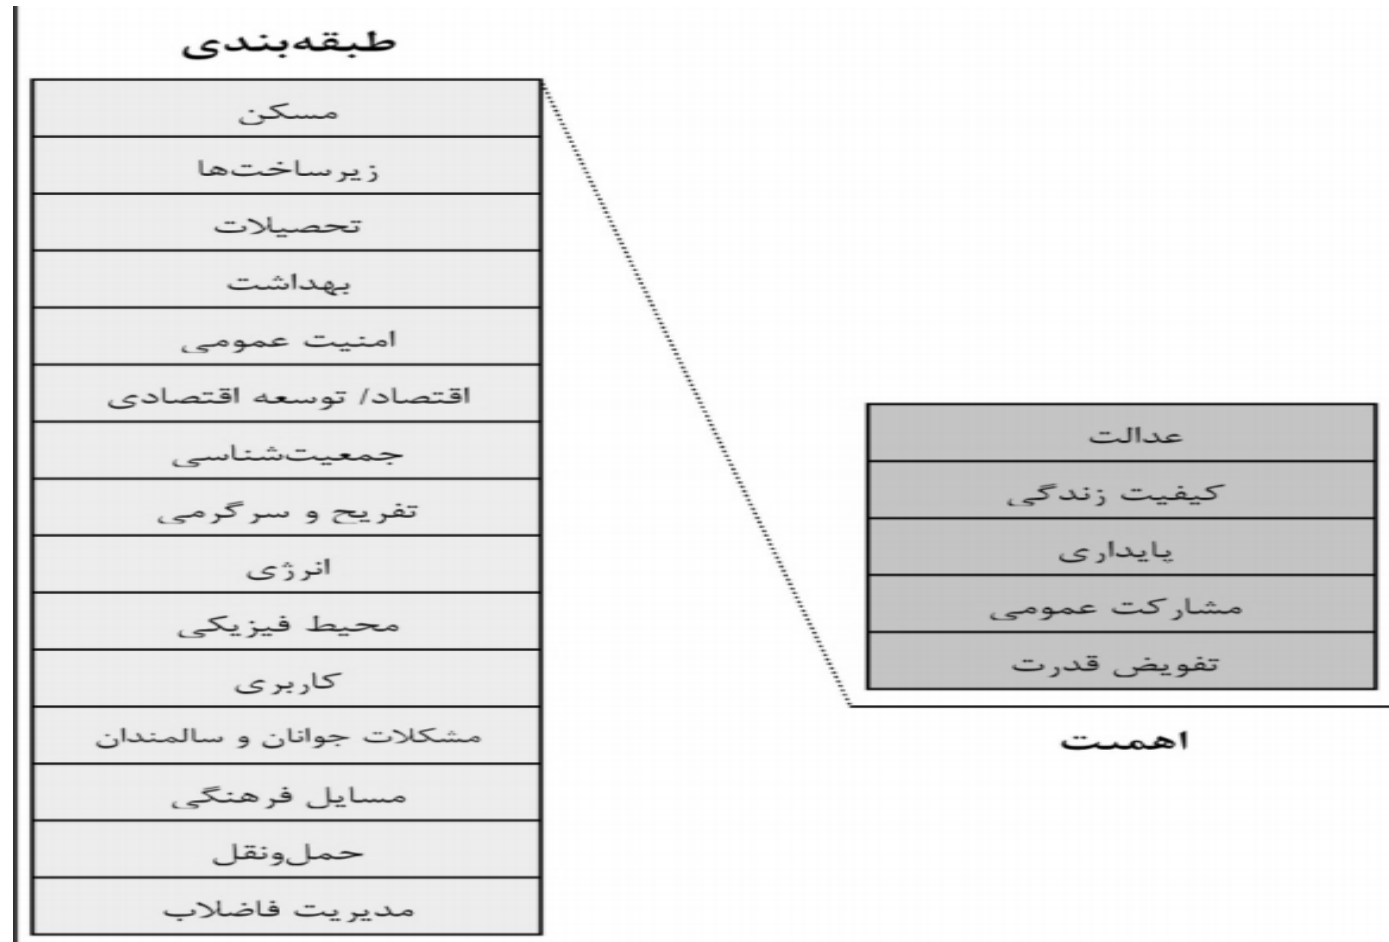 طبقه‌بندی
مسکن
زیرساخت‌ها
تحصیلات
بهداشت
امنیت عمومی
اقتصاد/ توسعه اقتصادی
جمعیت‌شناسی
تفریح و سرگرمی
انرژی
محیط فیزیکی
کاربری
مشکلات جوانان و سالمندان
مسایل فرهنگی
حمل‌ونقل
مدیریت فاضلاب
عدالت
کیفیت زندگی
پایداری
مشارکت عمومی
تفویض قدرت
اهمیت